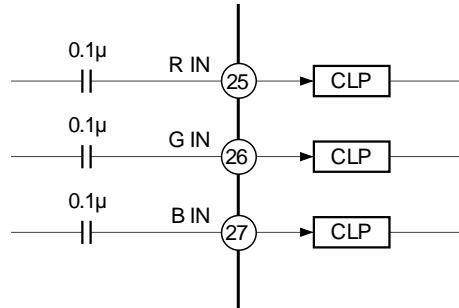 0.1µ
R IN
25
CLP
0.1µ
G IN
26
CLP
0.1µ
B IN
27
CLP